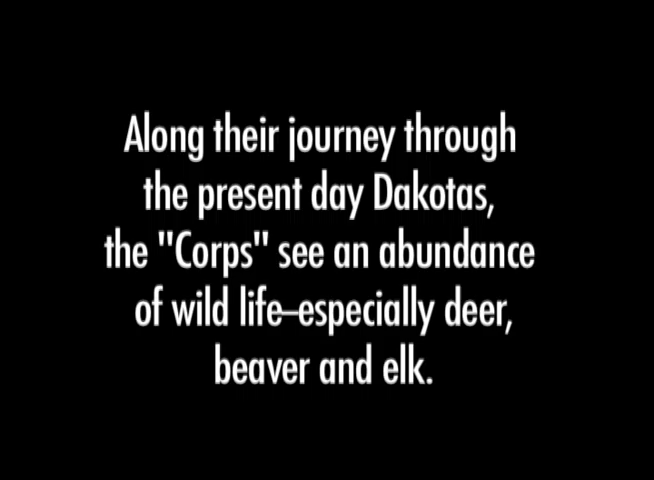 Along their journey through
the present day Dakotas,
the "Corps" see an abundance
of wild life–especially deer,
beaver and elk.